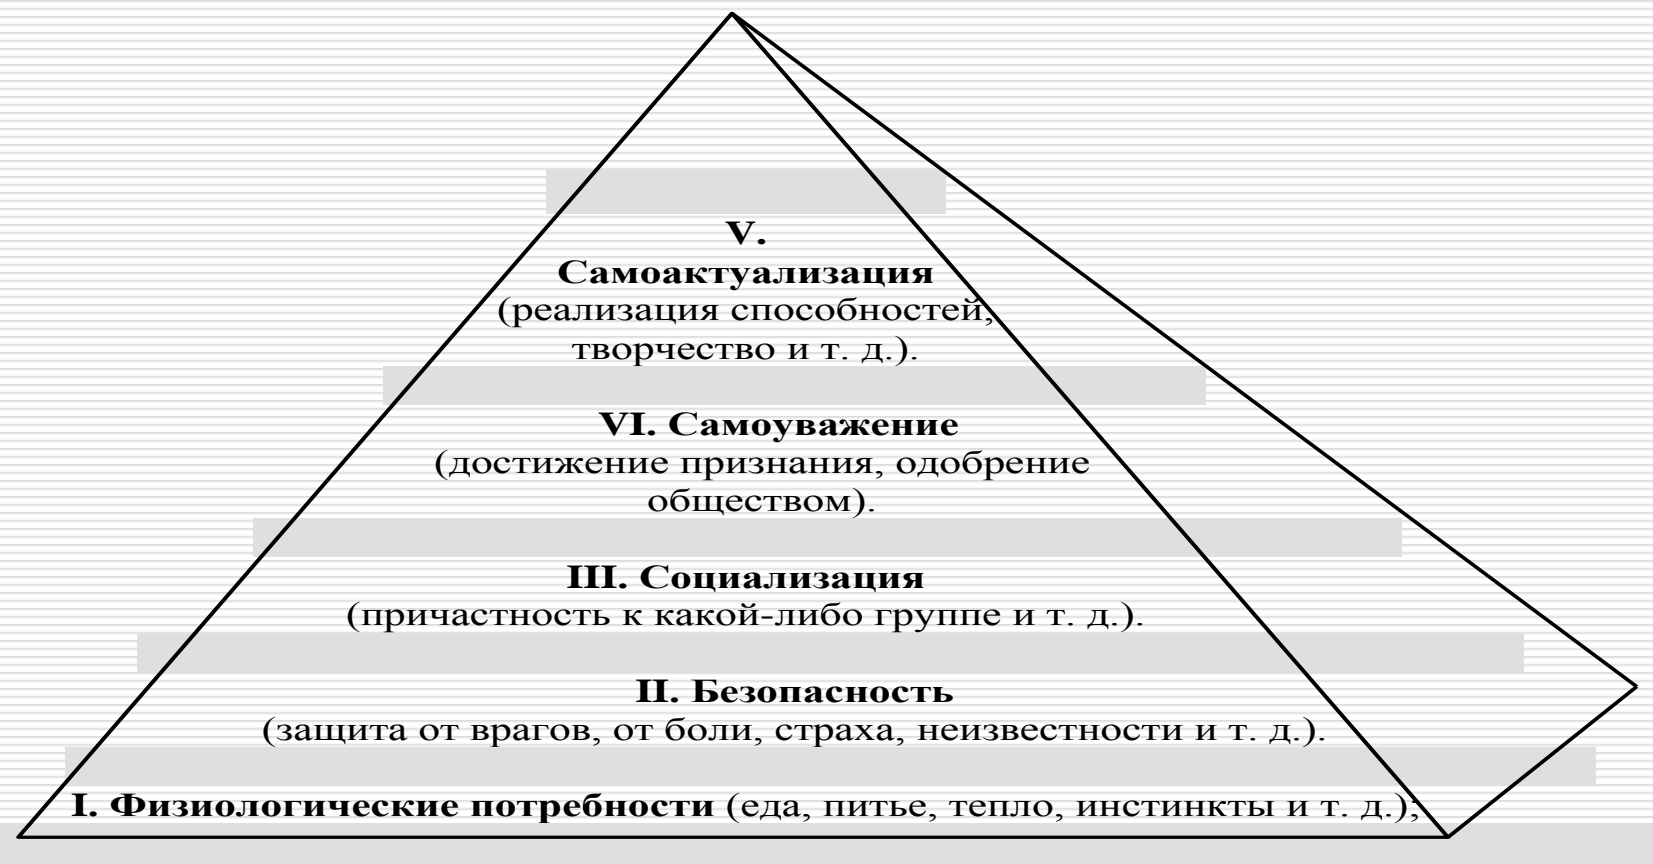 V.
Самоактуализация
(реализация способностей,
творчество и т. д.).
VI. Самоуважение
(достижение признания, одобрение
обществом).
III. Социализация
(причастность к какой-либо группе и т. д.).
II. Безопасность
(защита от врагов, от боли, страха, неизвестности и т. д.).
I. Физиологические потребности (еда, питье, тепло, инстинкты и т. д.);